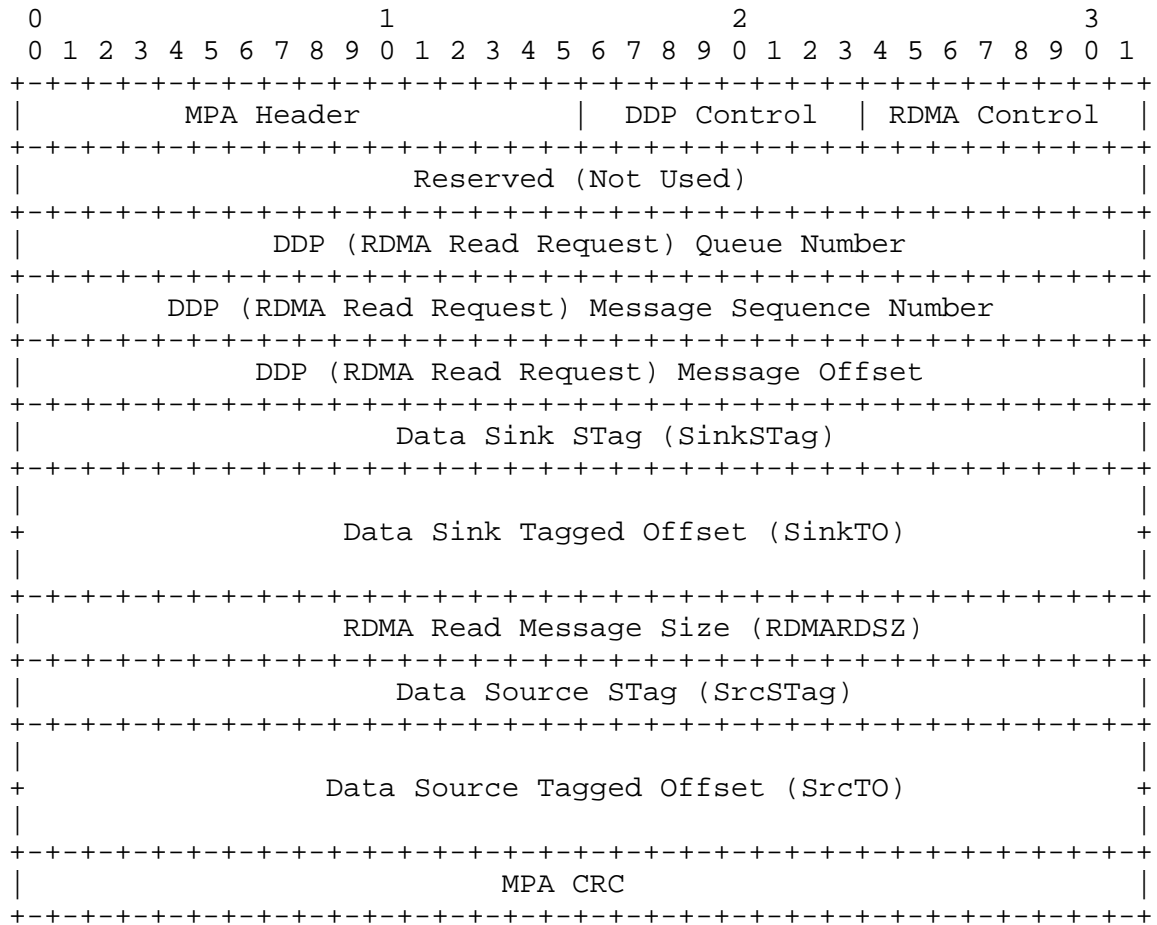 0                   1                   2                   3
 0 1 2 3 4 5 6 7 8 9 0 1 2 3 4 5 6 7 8 9 0 1 2 3 4 5 6 7 8 9 0 1
+-+-+-+-+-+-+-+-+-+-+-+-+-+-+-+-+-+-+-+-+-+-+-+-+-+-+-+-+-+-+-+-+
|         MPA Header            |  DDP Control  | RDMA Control  |
+-+-+-+-+-+-+-+-+-+-+-+-+-+-+-+-+-+-+-+-+-+-+-+-+-+-+-+-+-+-+-+-+
|                      Reserved (Not Used)                      |
+-+-+-+-+-+-+-+-+-+-+-+-+-+-+-+-+-+-+-+-+-+-+-+-+-+-+-+-+-+-+-+-+
|              DDP (RDMA Read Request) Queue Number             |
+-+-+-+-+-+-+-+-+-+-+-+-+-+-+-+-+-+-+-+-+-+-+-+-+-+-+-+-+-+-+-+-+
|        DDP (RDMA Read Request) Message Sequence Number        |
+-+-+-+-+-+-+-+-+-+-+-+-+-+-+-+-+-+-+-+-+-+-+-+-+-+-+-+-+-+-+-+-+
|             DDP (RDMA Read Request) Message Offset            |
+-+-+-+-+-+-+-+-+-+-+-+-+-+-+-+-+-+-+-+-+-+-+-+-+-+-+-+-+-+-+-+-+
|                     Data Sink STag (SinkSTag)                 |
+-+-+-+-+-+-+-+-+-+-+-+-+-+-+-+-+-+-+-+-+-+-+-+-+-+-+-+-+-+-+-+-+
|                                                               |
+                  Data Sink Tagged Offset (SinkTO)             +
|                                                               |
+-+-+-+-+-+-+-+-+-+-+-+-+-+-+-+-+-+-+-+-+-+-+-+-+-+-+-+-+-+-+-+-+
|                  RDMA Read Message Size (RDMARDSZ)            |
+-+-+-+-+-+-+-+-+-+-+-+-+-+-+-+-+-+-+-+-+-+-+-+-+-+-+-+-+-+-+-+-+
|                     Data Source STag (SrcSTag)                |
+-+-+-+-+-+-+-+-+-+-+-+-+-+-+-+-+-+-+-+-+-+-+-+-+-+-+-+-+-+-+-+-+
|                                                               |
+                 Data Source Tagged Offset (SrcTO)             +
|                                                               |
+-+-+-+-+-+-+-+-+-+-+-+-+-+-+-+-+-+-+-+-+-+-+-+-+-+-+-+-+-+-+-+-+
|                           MPA CRC                             |
+-+-+-+-+-+-+-+-+-+-+-+-+-+-+-+-+-+-+-+-+-+-+-+-+-+-+-+-+-+-+-+-+